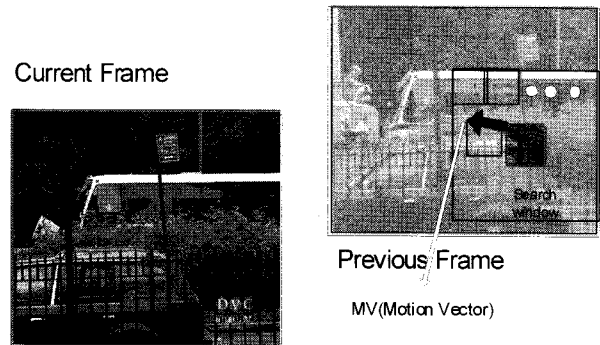 Current Frame
DVC
Search
window
Previous Frame
MV(Motion Vector)